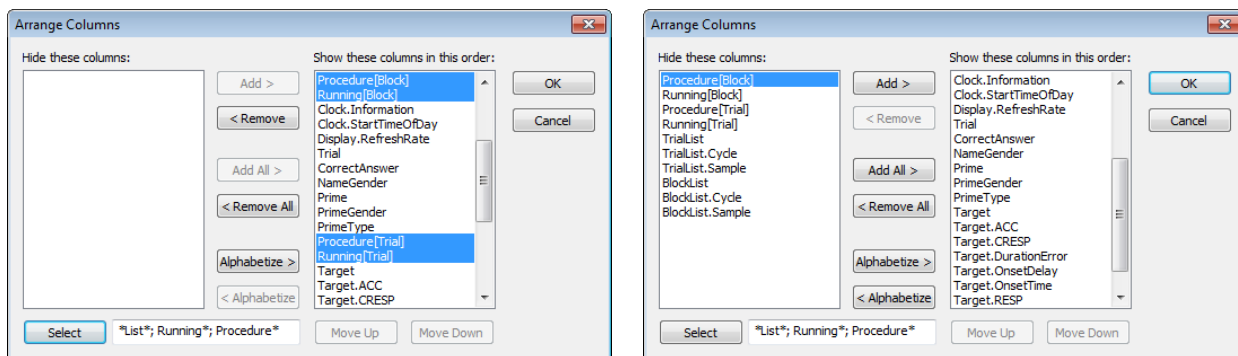 Arrange Columns
Hide these columns:
Show these columns in this order:
Add >
< Remove
Add All >
< Remove All
Alphabetize >
< Alphabetize
Procedure[Block]
Running[Block]
Clock.Information
Clock.StartTimeOfDay
Display.RefreshRate
Trial
CorrectAnswer
NameGender
Prime
PrimeGender
PrimeType
Procedure[Trial]
Running[Trial]
Target
Target.ACC
Target.CRESP
OK
Cancel
Select
*List*; Running*; Procedure*
Move Up
Move Down
Arrange Columns
Hide these columns:
Show these columns in this order:
Procedure[Block]
Running[Block]
Procedure[Trial]
Running[Trial]
TrialList
TrialList.Cycle
TrialList.Sample
BlockList
BlockList.Cycle
BlockList.Sample
Add >
< Remove
Add All >
< Remove All
Alphabetize >
< Alphabetize
Clock.Information
Clock.StartTimeOfDay
Display.RefreshRate
Trial
CorrectAnswer
NameGender
Prime
PrimeGender
PrimeType
Target
Target.ACC
Target.CRESP
Target.DurationError
Target.OnsetDelay
Target.OnsetTime
Target.RESP
OK
Cancel
Select
*List*; Running*; Procedure*
Move Up
Move Down